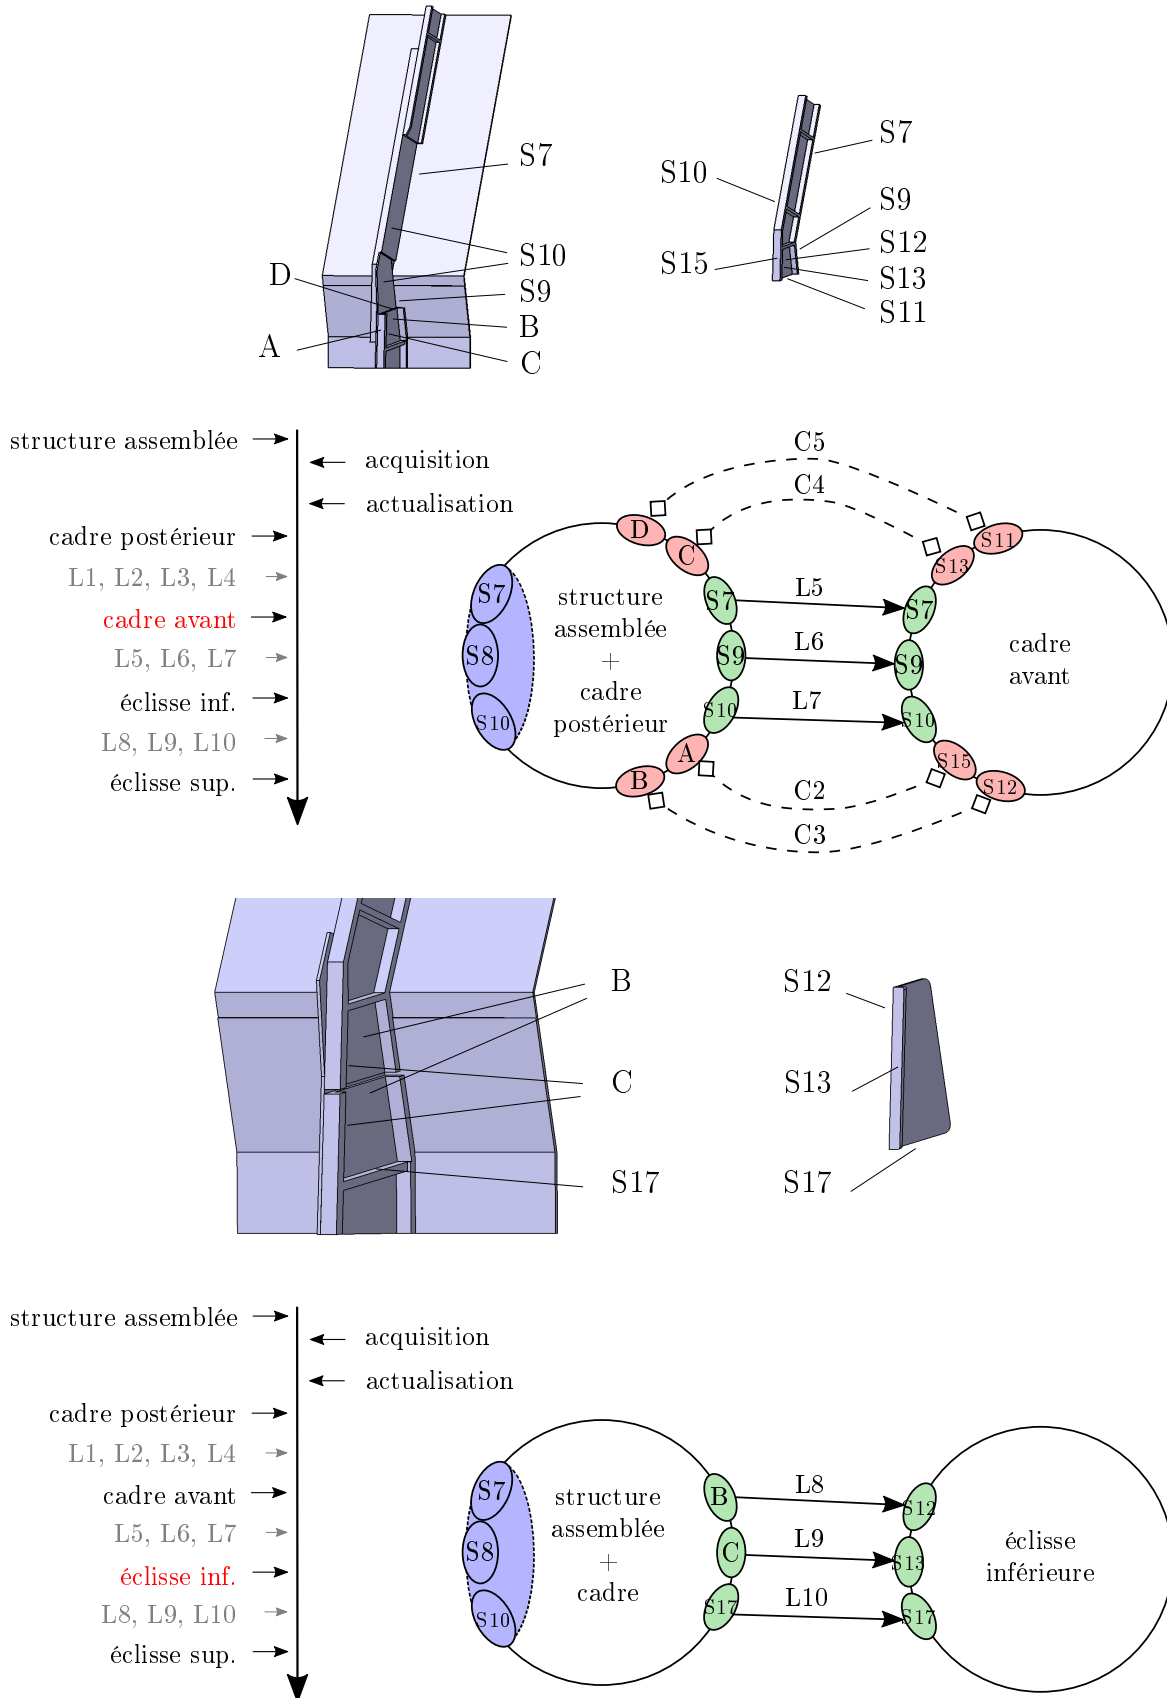 S7
S10
S9
D
B
A
C
S7
S10
S9
S12
S15
S13
S11
structure assemblée
acquisition
actualisation
cadre postérieur
L1, L2, L3, L4
cadre avant
L5, L6, L7
éclisse inf.
L8, L9, L10
éclisse sup.
C5
C4
D
C
S11
S13
S7
S8
S10
structure
assemblée
+
cadre
postérieur
S7
S9
S10
A
B
L5
L6
L7
S7
S9
S10
S15
S12
cadre
avant
C2
C3
B
C
S17
S12
S13
S17
structure assemblée
acquisition
actualisation
cadre postérieur
L1, L2, L3, L4
cadre avant
L5, L6, L7
éclisse inf.
L8, L9, L10
éclisse sup.
S7
S8
S10
structure
assemblée
+
cadre
B
C
S17
L8
L9
L10
S12
S13
S17
éclisse
inférieure